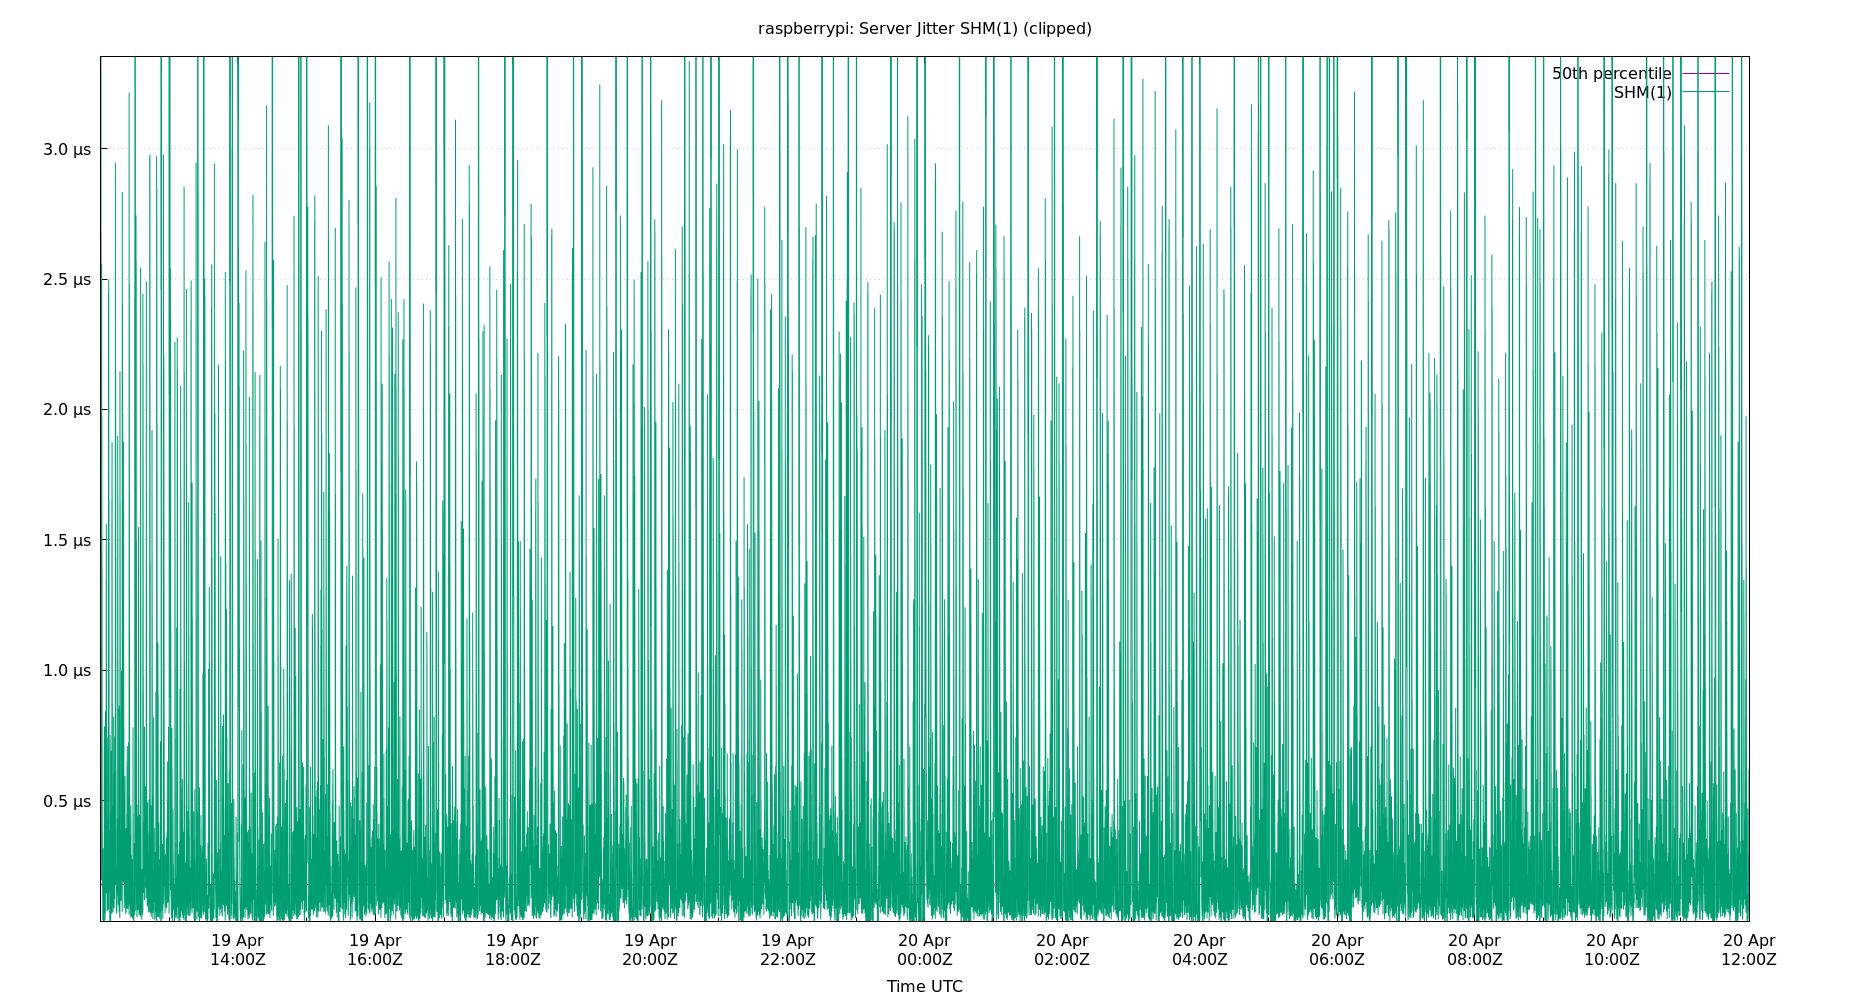 raspberrypi: Server Jitter SHM(1) (clipped)
50th percentile
SHM(1)
3.0 µs
2.5 µs
2.0 µs
1.5 µs
1.0 µs
0.5 µs
19 Apr 19 Apr 19 Apr 19 Apr 19 Apr 20 Apr 20 Apr 20 Apr 20 Apr 20 Apr 20 Apr 20 Apr
14:00Z 16:00Z 18:00Z 20:00Z 22:00Z 00:00Z 02:00Z 04:00Z 06:00Z 08:00Z 10:00Z 12:00Z
Time UTC